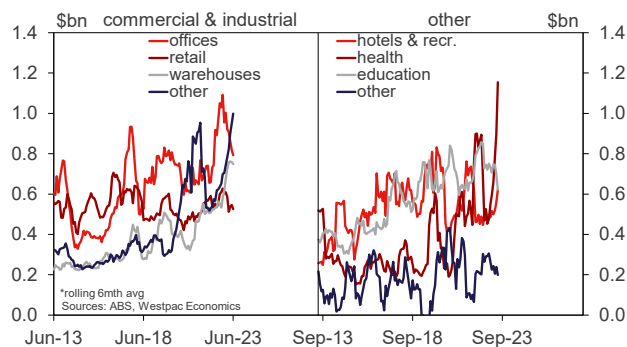 $bn commercial & industrial other $bn
offices
retail
warehouses
other
hotels & recr.
health
education
other
1.4
1.2
1.0
0.8
0.6
0.4
0.2
0.0
1.4
1.2
1.0
0.8
0.6
0.4
0.2
0.0
*rolling 6mth avg
Sources: ABS, Westpac Economics
Jun-13 Jun-18 Jun-23 Sep-13 Sep-18 Sep-23